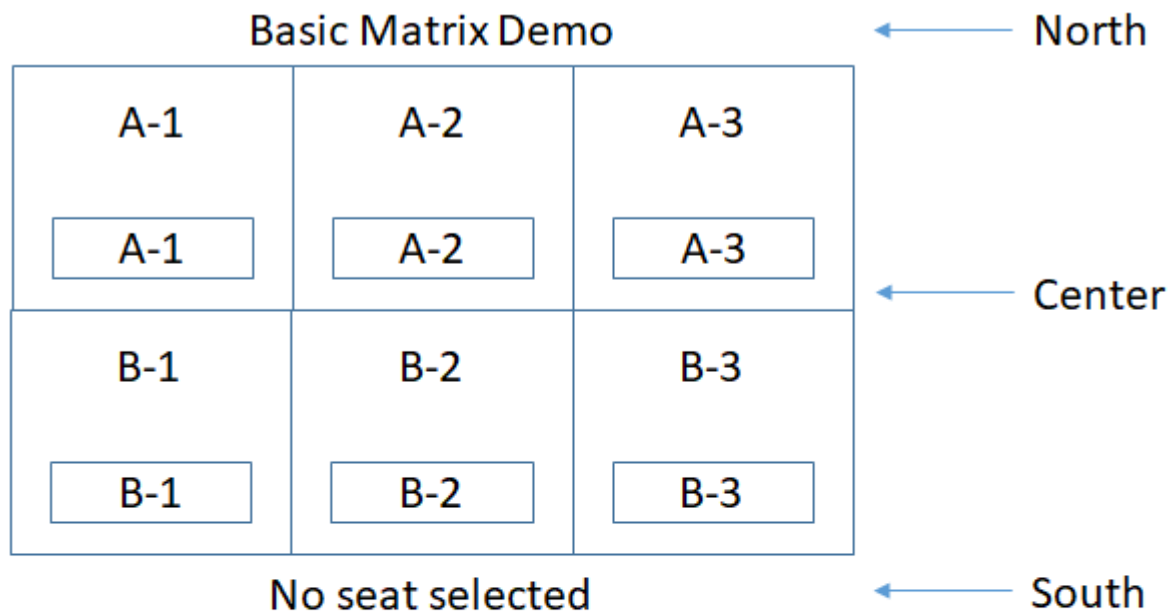 Basic Matrix Demo
North
A-1 A-2 A-3
A-1 A-2 A-3
Center
B-1 B-2 B-3
B-1 B-2 B-3
No seat selected
South